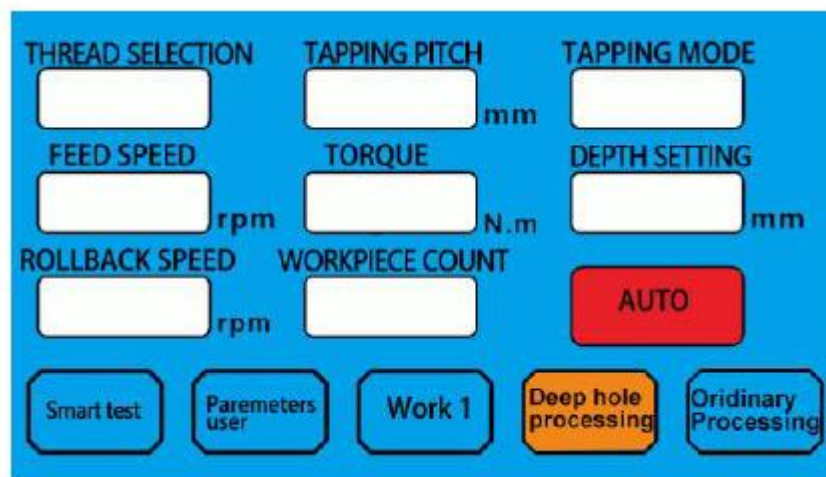 THREAD SELECTION TAPPING PITCH TAPPING MODE
mm
FEED SPEED TORQUE DEPTH SETTING
rpm N.m mm
ROLLBACK SPEED WORKPIECE COUNT
rpm AUTO
Smart test
Paremeters
user
Work 1
Deep hole
processing
Oridinary
Processing